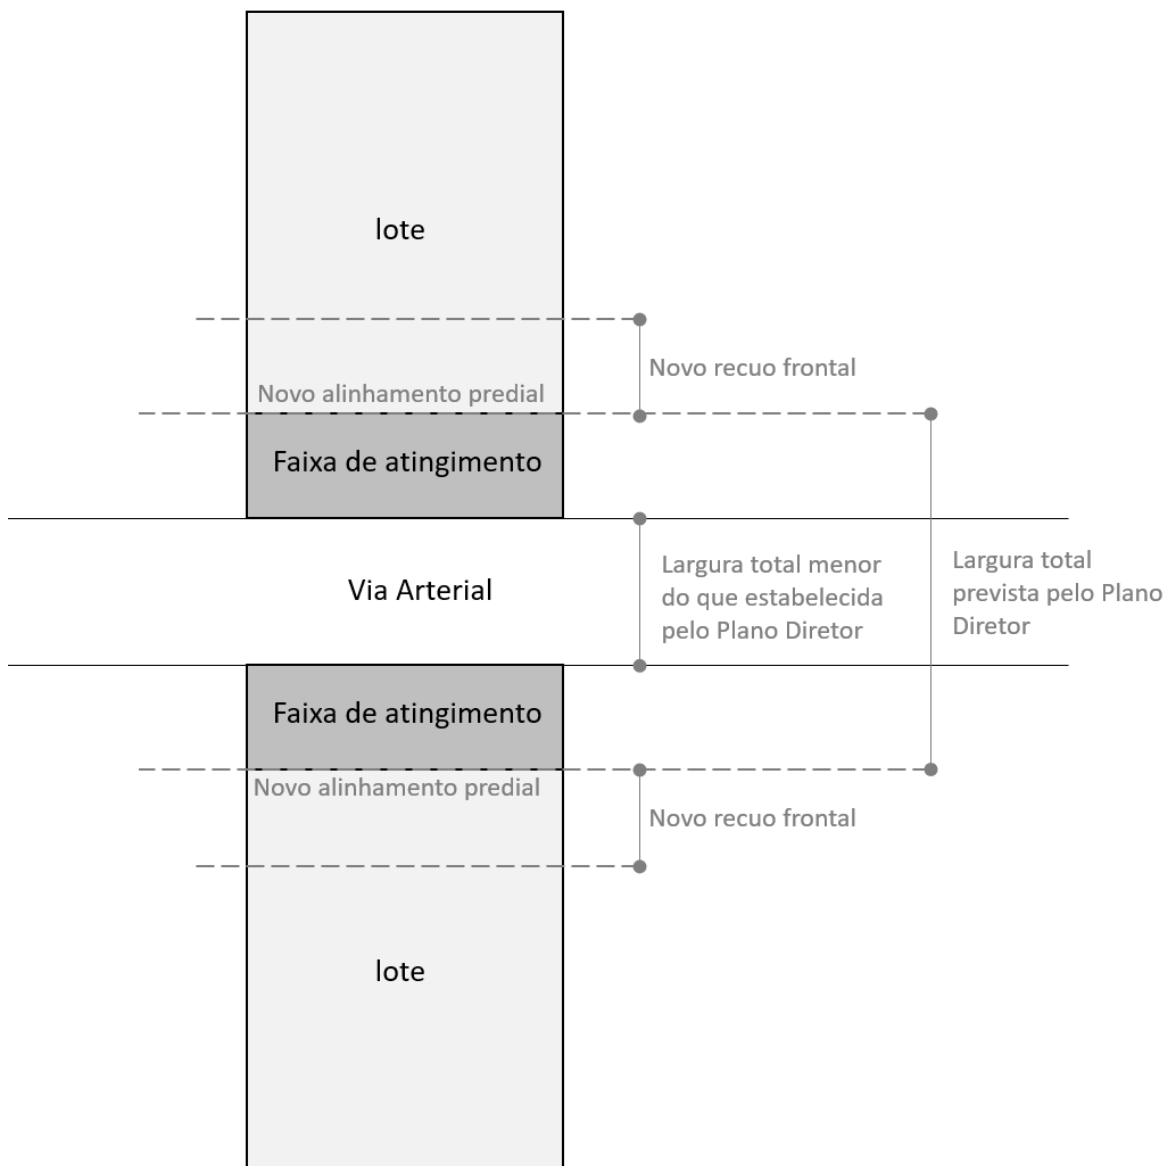 lote
Novo recuo frontal
Novo alinhamento predial
Faixa de atingimento
Via Arterial
Largura total menor
do que estabelecida
pelo Plano Diretor
Largura total
prevista pelo Plano
Diretor
Faixa de atingimento
Novo alinhamento predial
Novo recuo frontal
lote